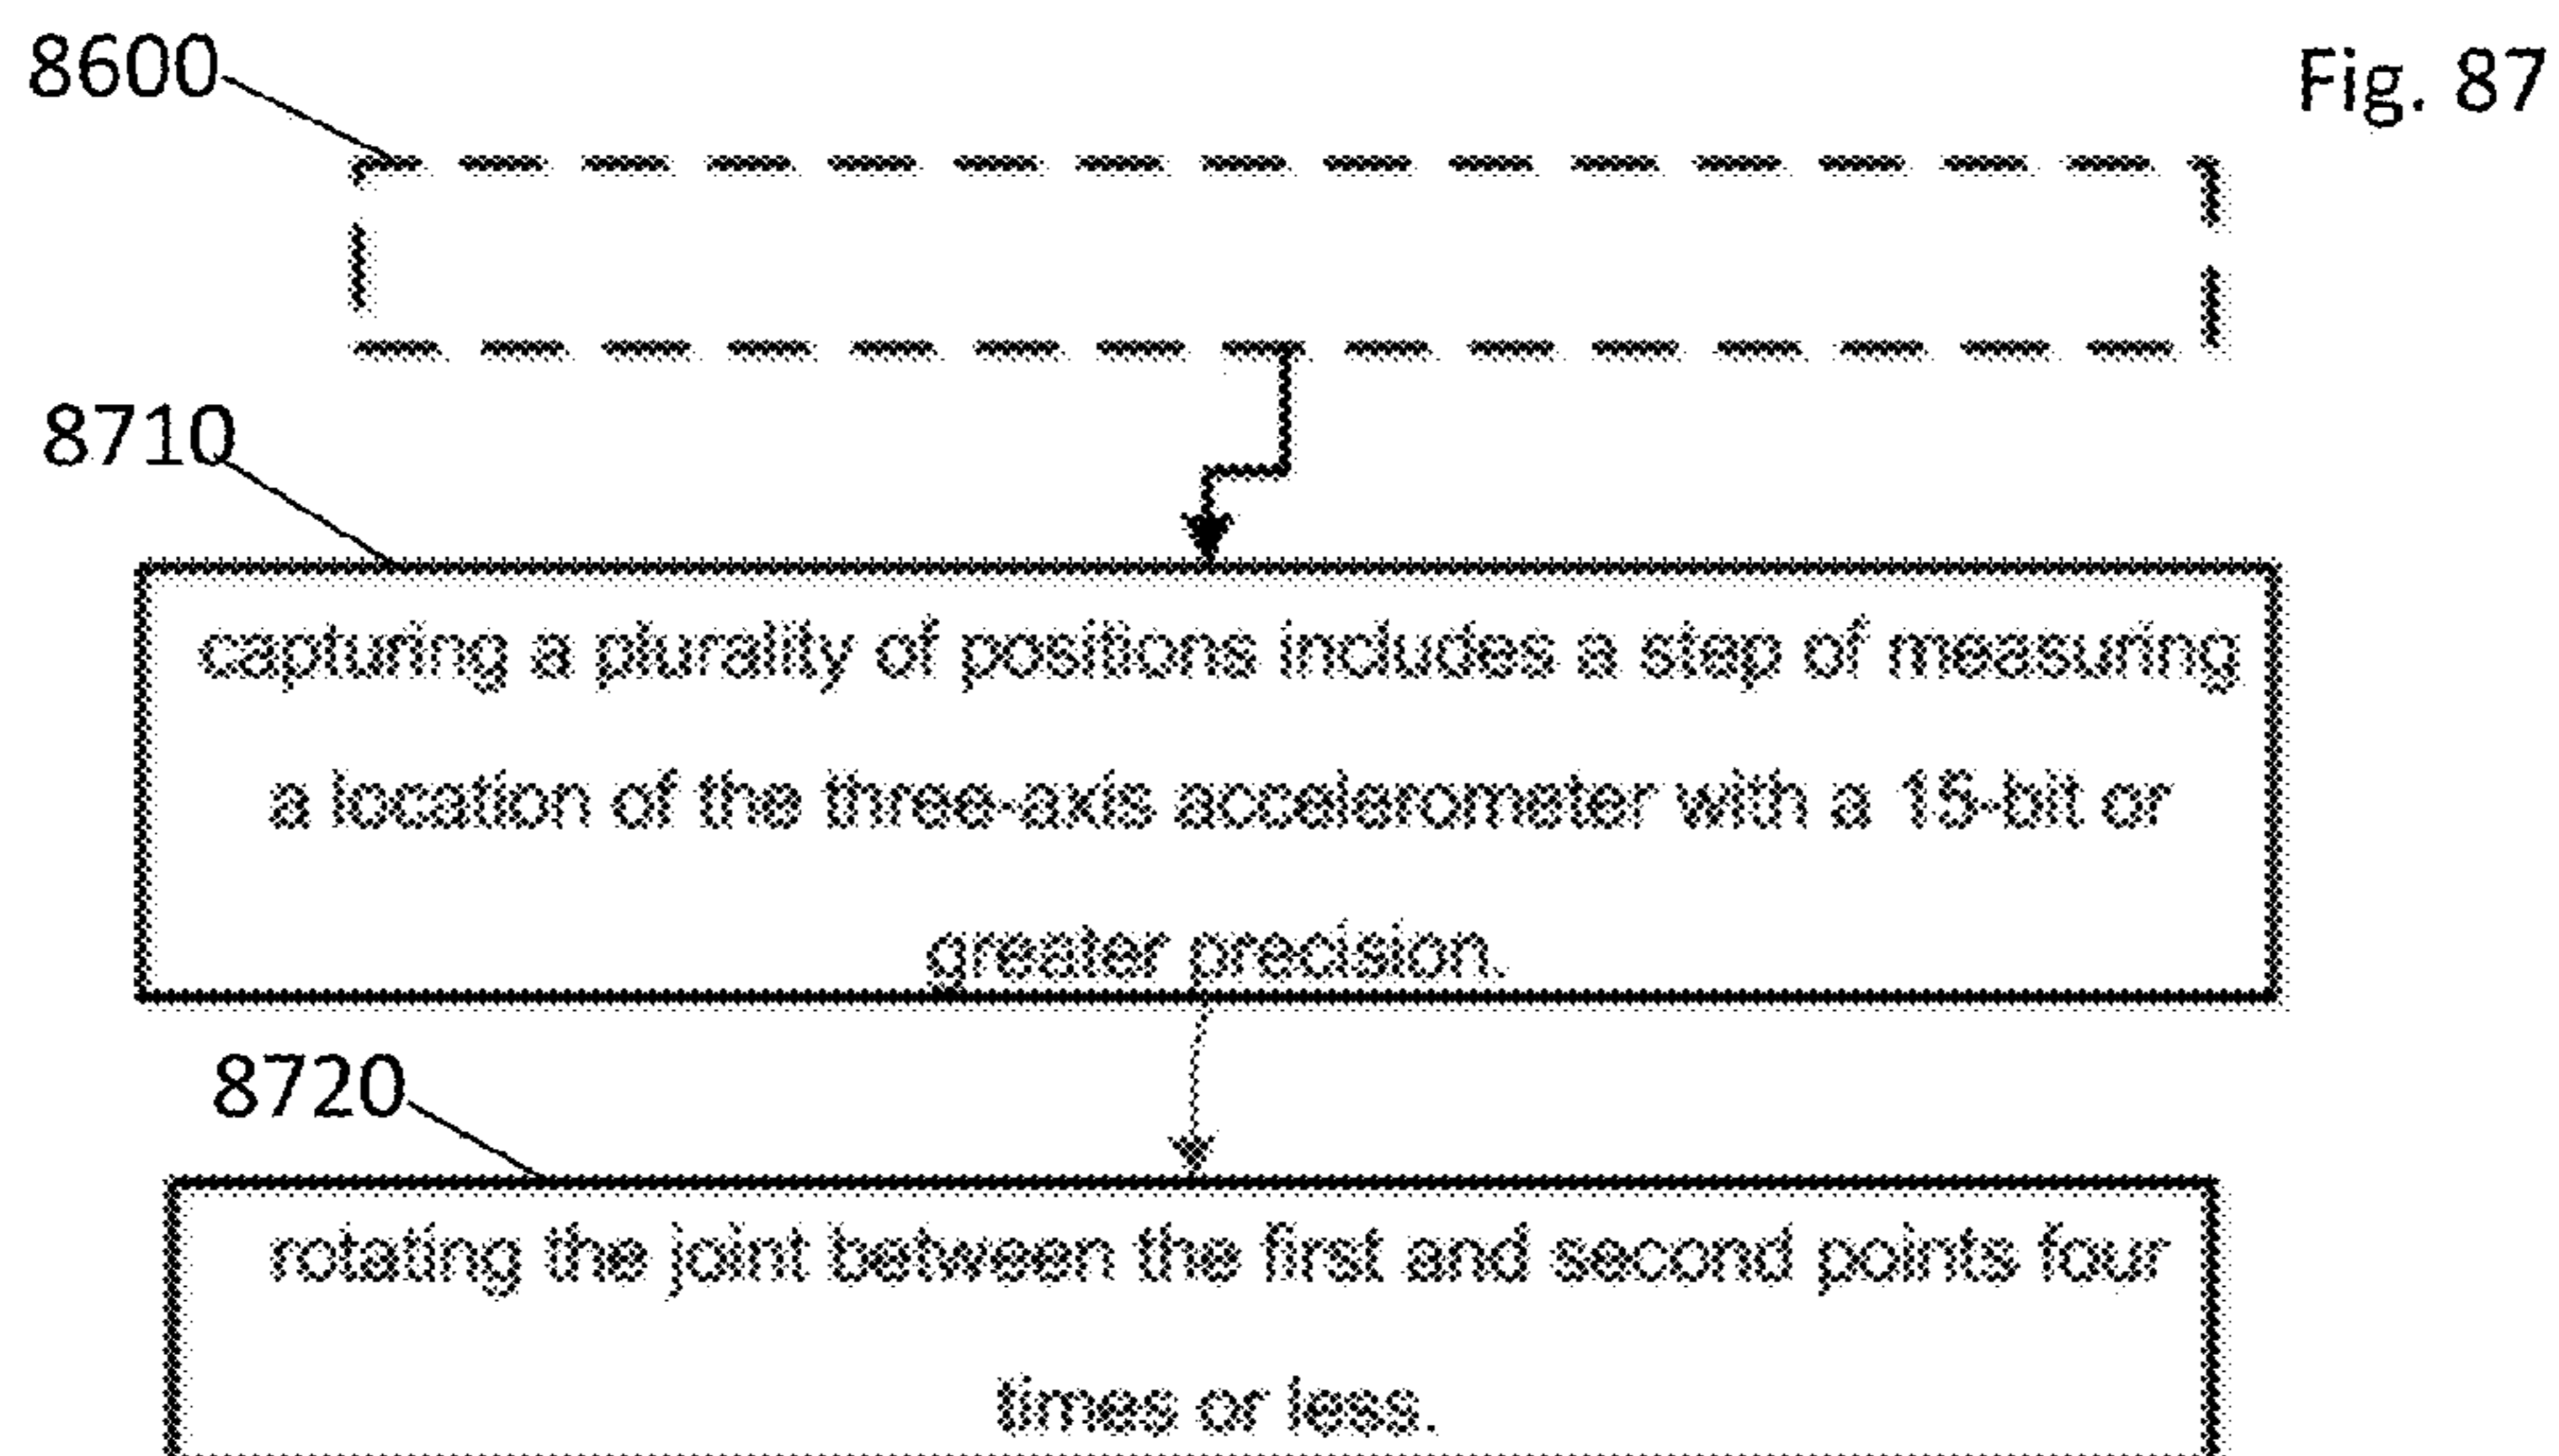 8600
Fig. 87
8710
capturing a plurality of positions includes a step of measuring
a location of the three-axis accelerometer with a 15-bit or
greater precision.
8720
rotating the joint between the first and second points four
times or less.